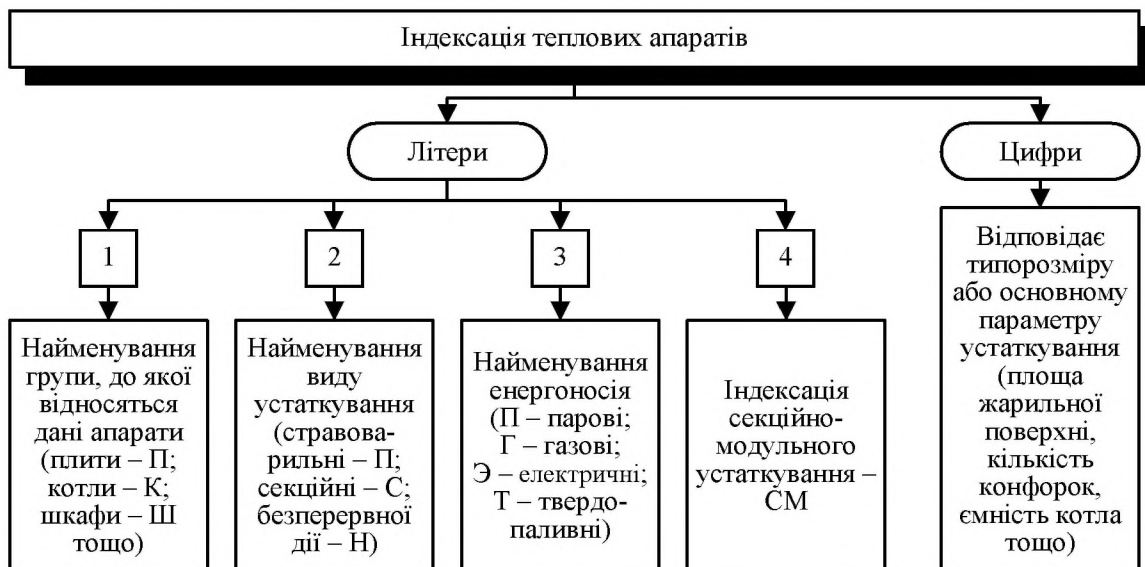 Індексація теплових апаратів
Літери
Цифри
1
2
3
4
Найменування
групи, до якої
відносяться
дані апарати
(плити – П;
котли – К;
шкафи – Ш
тощо)
Найменування
виду
устаткування
(стравова-
рильні – П;
секційні – С;
безперервної
дії – Н)
Найменування
енергоносія
(П – парові;
Г – газові;
Э – електричні;
Т – твердо-
паливні)
Індексація
секційно-
модульного
устаткування –
СМ
Відповідає
типорозміру
або основному
параметру
устаткування
(площа
жарильної
поверхні,
кількість
конфорок,
ємність котла
тощо)